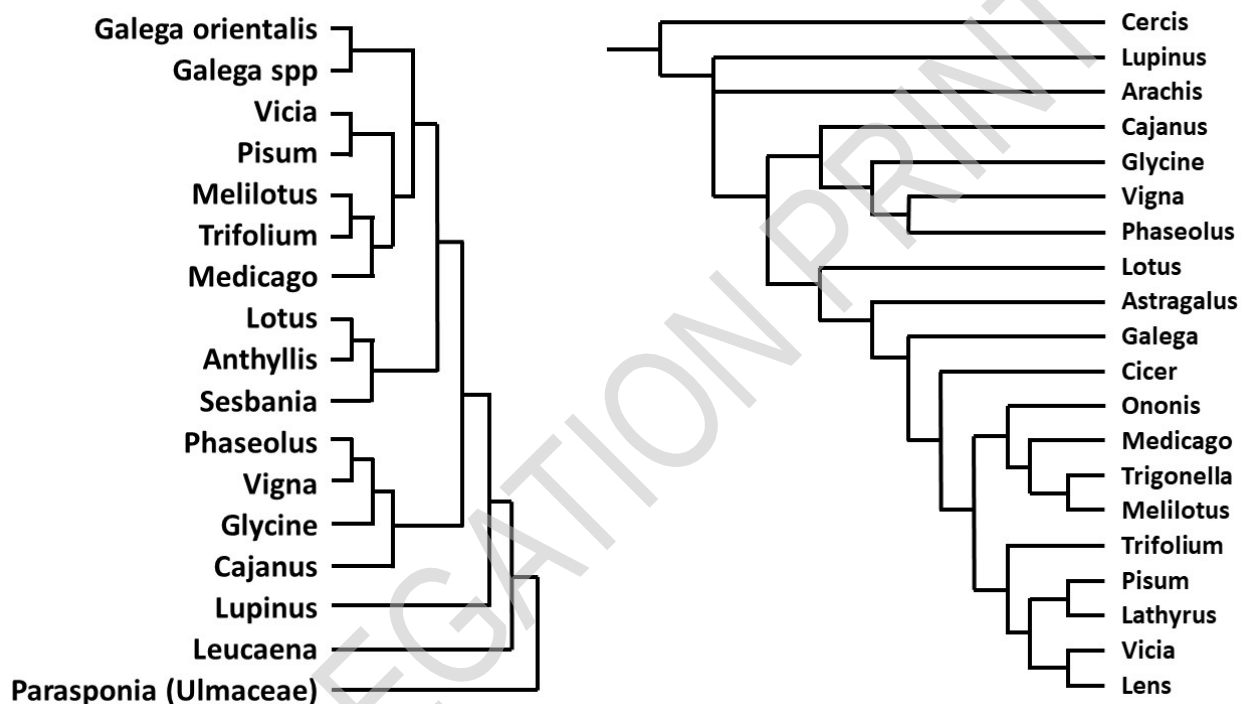 Galega orientalis
Galega spp
Vicia
Pisum
Melilotus
Trifolium
Medicago
Lotus
Anthyllis
Sesbania
Phaseolus
Vigna
Glycine
Cajanus
Lupinus
Leucaena
Parasponia (Ulmaceae)
Cercis
Lupinus
Arachis
Cajanus
Glycine
Vigna
Phaseolus
Lotus
Astragalus
Galega
Cicer
Ononis
Medicago
Trigonella
Melilotus
Trifolium
Pisum
Lathyrus
Vicia
Lens
EGATION PRINT